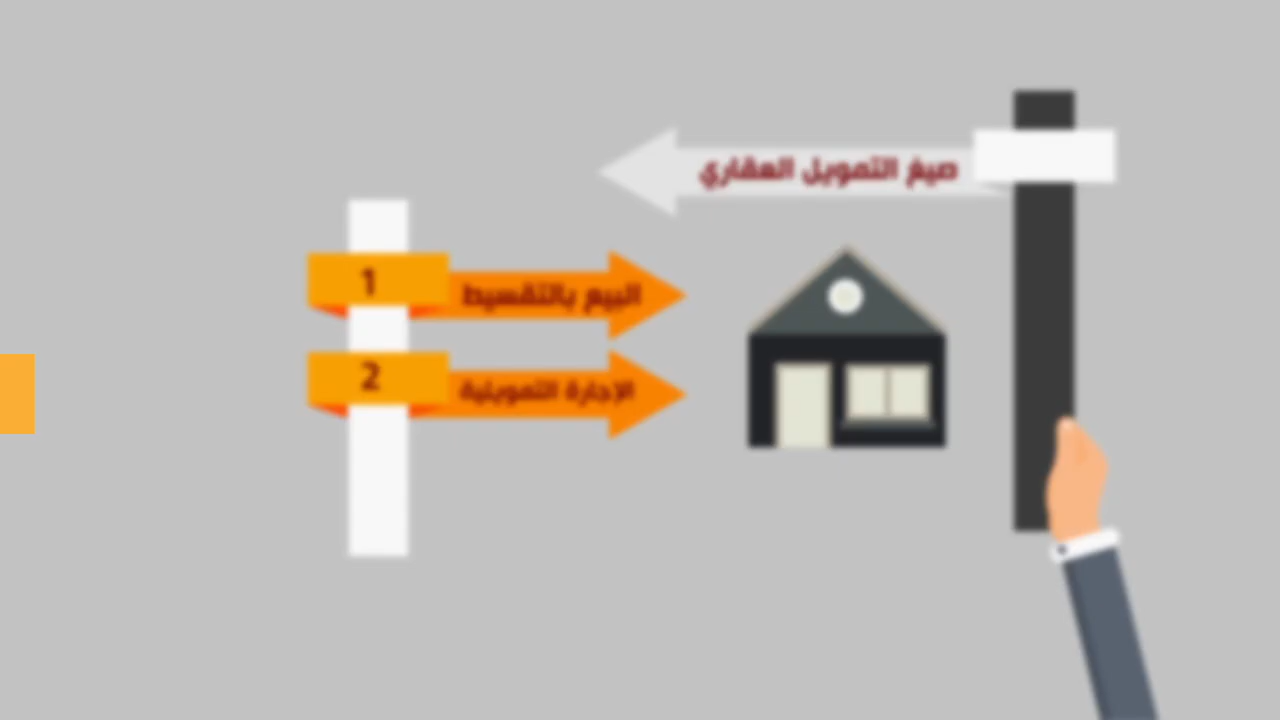 صيغ التمويل العقاري
1
البيع بالتقسيط
2
الإجارة التمويلية